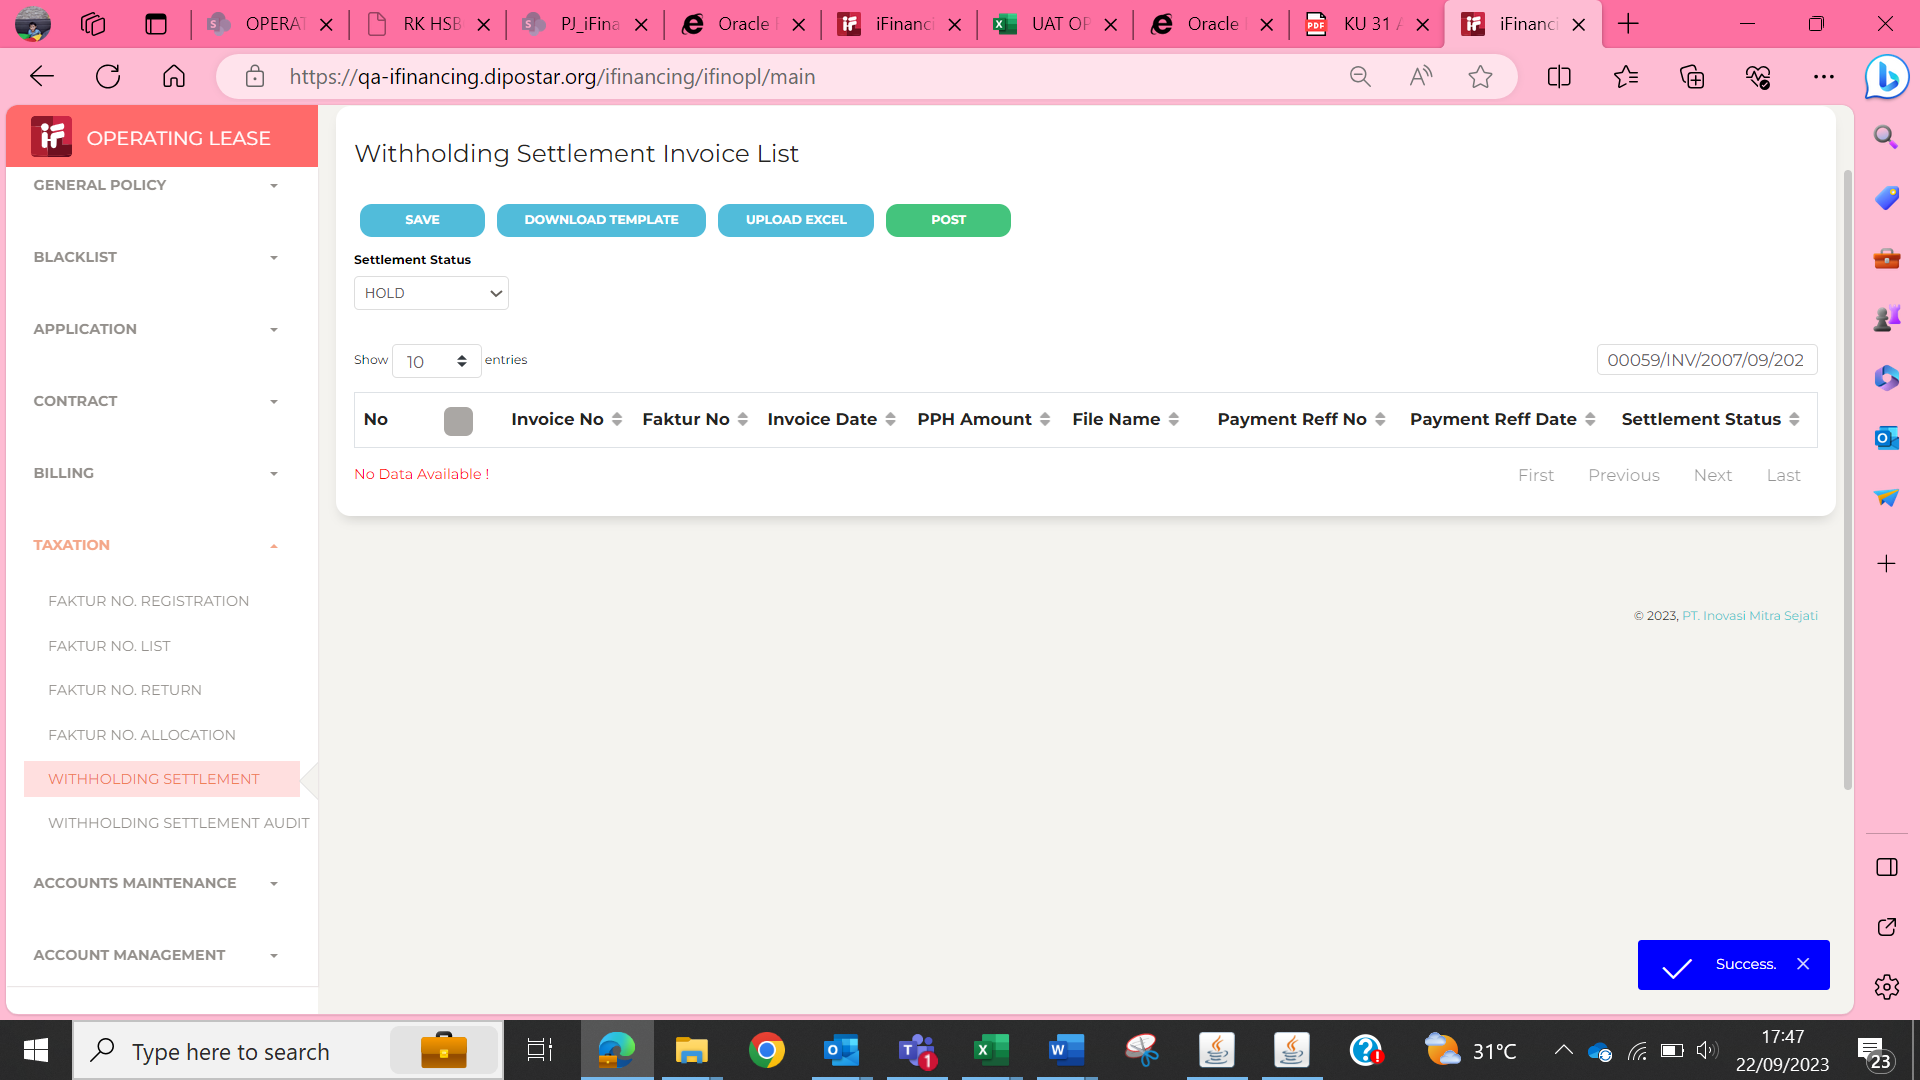 OPERAT
RK HSB
PJ_iFina
Oracle
iFinanci
UAT OP
Oracle
KU 31 A
iFinanci
https://qa-ifinancing.dipostar.org/ifinancing/ifinopl/main
iF OPERATING LEASE
GENERAL POLICY
BLACKLIST
APPLICATION
CONTRACT
BILLING
TAXATION
FAKTUR NO. REGISTRATION
FAKTUR NO. LIST
FAKTUR NO. RETURN
FAKTUR NO. ALLOCATION
WITHHOLDING SETTLEMENT
WITHHOLDING SETTLEMENT AUDIT
ACCOUNTS MAINTENANCE
ACCOUNT MANAGEMENT
Withholding Settlement Invoice List
SAVE DOWNLOAD TEMPLATE UPLOAD EXCEL POST
Settlement Status
HOLD
Show 10 entries
00059/INV/2007/09/202
No Invoice No Faktur No Invoice Date PPH Amount File Name Payment Reff No Payment Reff Date Settlement Status
No Data Available !
First Previous Next Last
© 2023, PT. Inovasi Mitra Sejati
Success.
Type here to search
1
31°C
17:47
22/09/2023
23